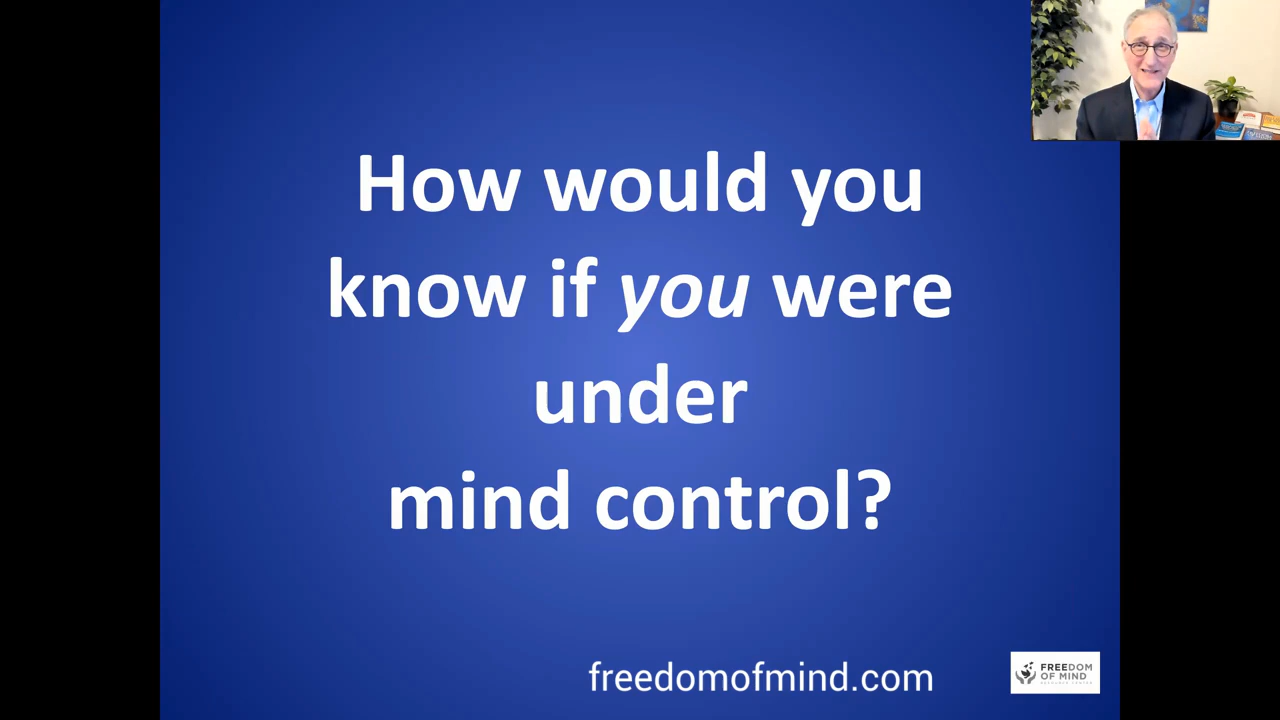 How would you
know if you were
under
mind control?
freedomofmind.com
FREEDOM
OF MIND